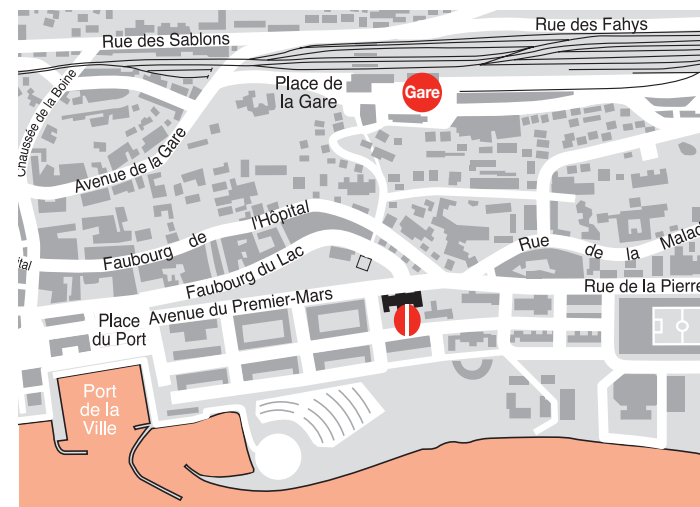 Rue des Fahys
Rue des Sablons
Place de
la Gare
Gare
Chaussée de la Boine
Avenue de la Gare
Faubourg de l'Hôpital
Rue de la Malad
ital
Faubourg du Lac
Rue de la Pierre
Avenue du Premier-Mars
Place
du Port
Port
de la
Ville